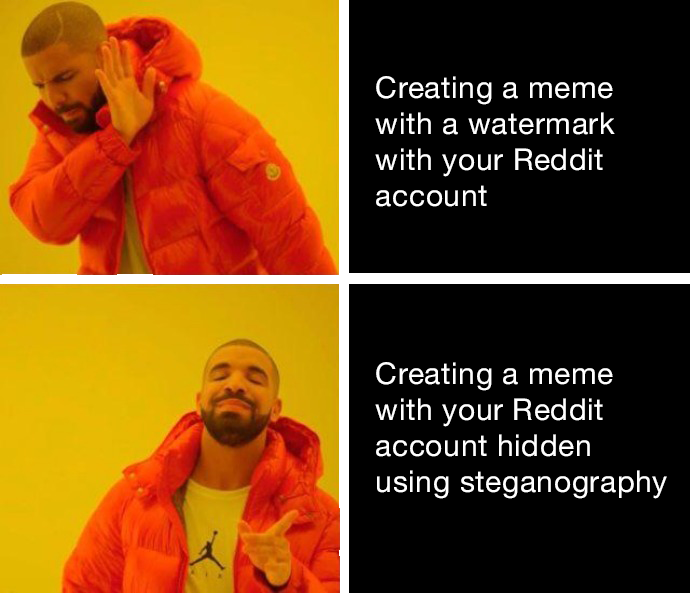 Creating a meme
with a watermark
with your Reddit
account
Creating a meme
with your Reddit
account hidden
using steganography